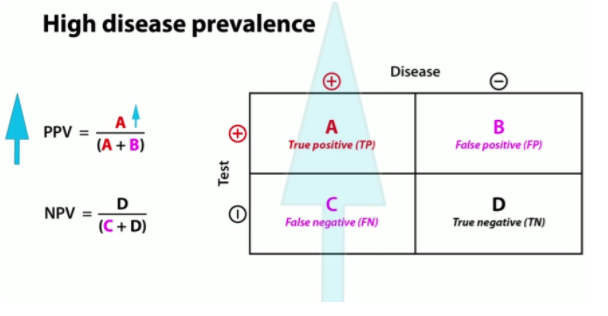 High disease prevalence
Disease
+ −
PPV = A / (A + B)
+ A B
True positive (TP) False positive (FP)
Test
NPV = D / (C + D)
− C D
False negative (FN) True negative (TN)